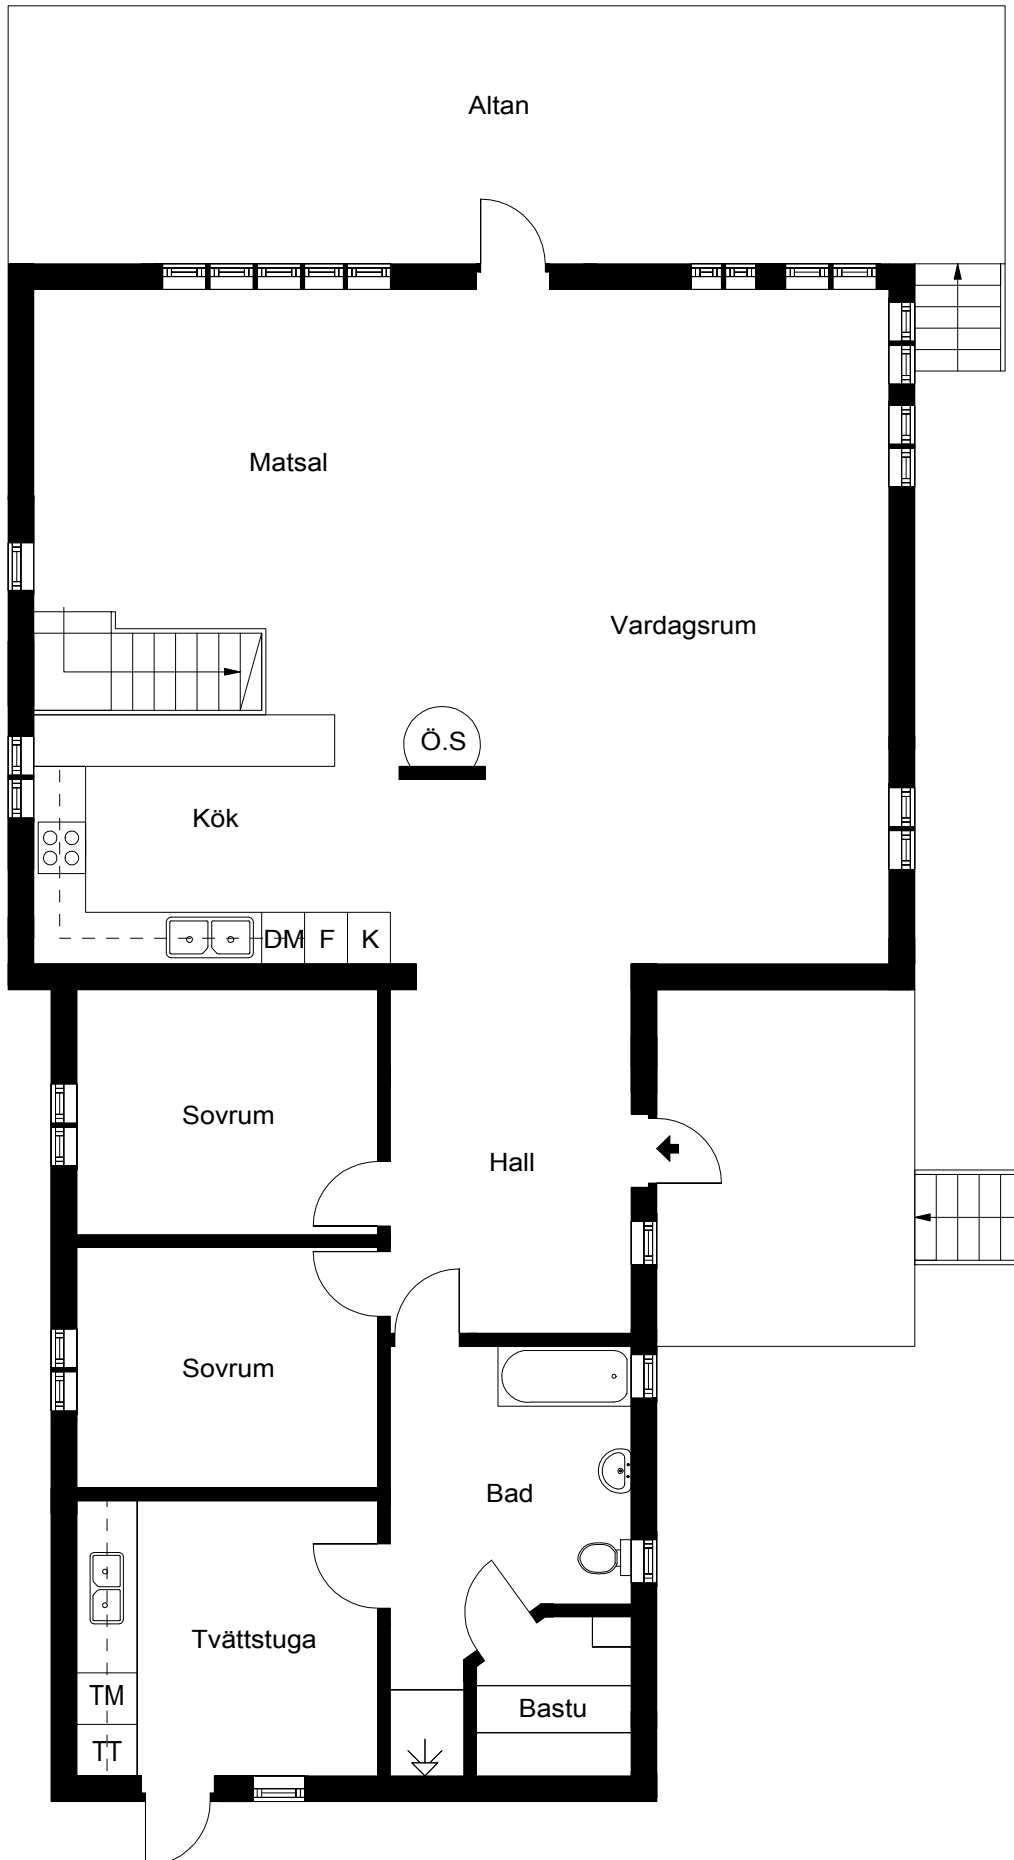 Altan
Matsal
Vardagsrum
Ö.S
Kök
DM F K
Sovrum
Hall
Sovrum
Bad
Tvättstuga
TM
Bastu
TT